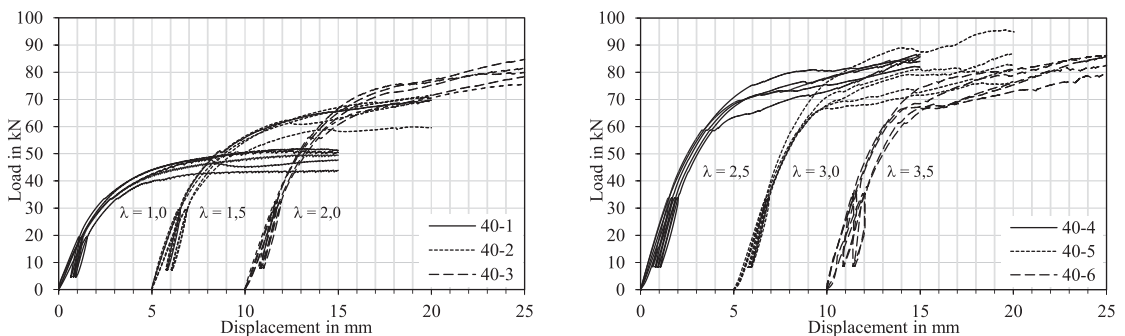 100
90
80
70
60
50
40
30
20
10
0
Load in kN
λ = 1,0
λ = 1,5
λ = 2,0
40-1
40-2
40-3
0 5 10 15 20 25
Displacement in mm
100
90
80
70
60
50
40
30
20
10
0
Load in kN
λ = 2,5
λ = 3,0
λ = 3,5
40-4
40-5
40-6
0 5 10 15 20 25
Displacement in mm